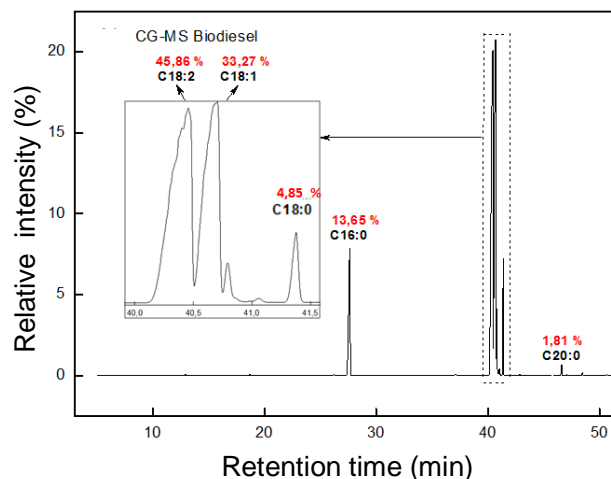 CG-MS Biodiesel
45,86 % 33,27 %
C18:2 C18:1
4,85 %
C18:0
13,65 %
C16:0
1,81 %
C20:0
40,0 40,5 41,0 41,5
20
15
10
5
0
10 20 30 40 50
Relative intensity (%)
Retention time (min)